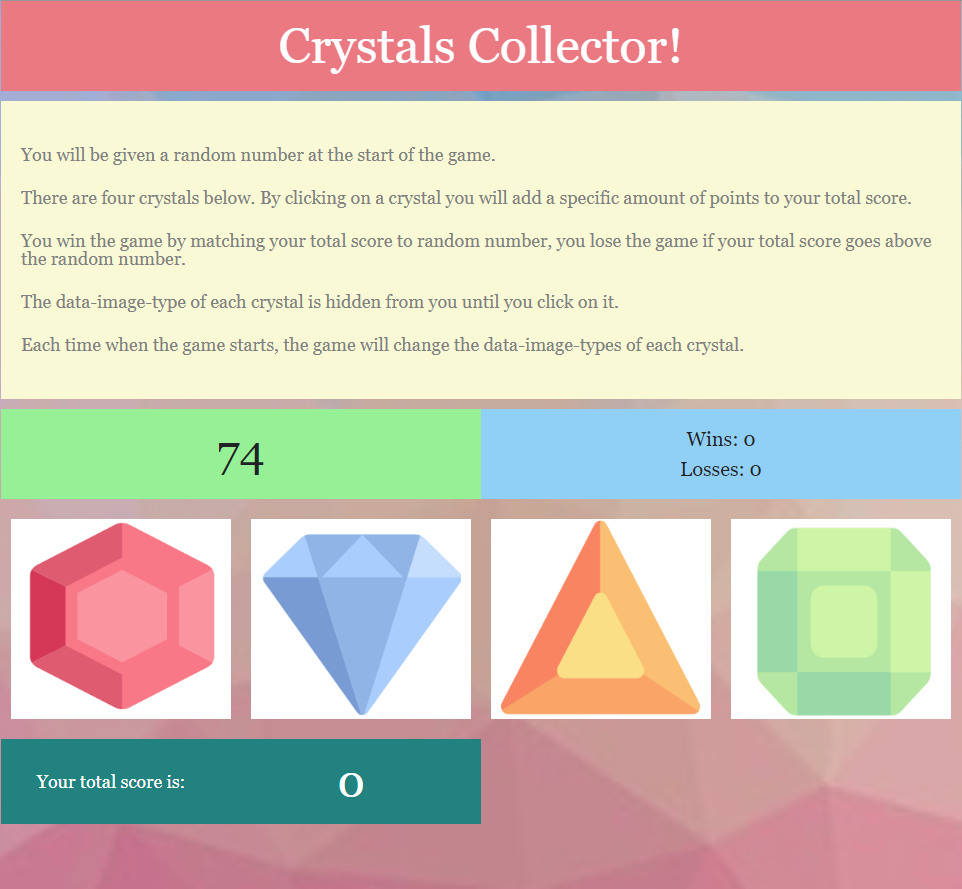 Crystals Collector!
You will be given a random number at the start of the game.
There are four crystals below. By clicking on a crystal you will add a specific amount of points to your total score.
You win the game by matching your total score to random number, you lose the game if your total score goes above
the random number.
The data-image-type of each crystal is hidden from you until you click on it.
Each time when the game starts, the game will change the data-image-types of each crystal.
74
Wins: 0
Losses: 0
Your total score is: 0